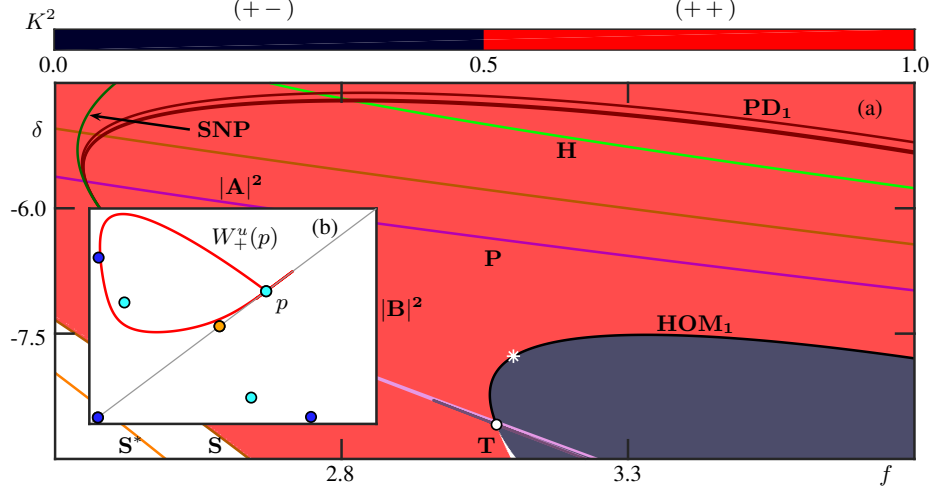 (+ −) (+ +)
K²
0.0 0.5 1.0
PD₁ (a)
δ SNP
H
|A|²
-6.0
W₊ᵘ(p) (b)
P
p
|B|² HOM₁
-7.5
S* S T
2.8 3.3 f